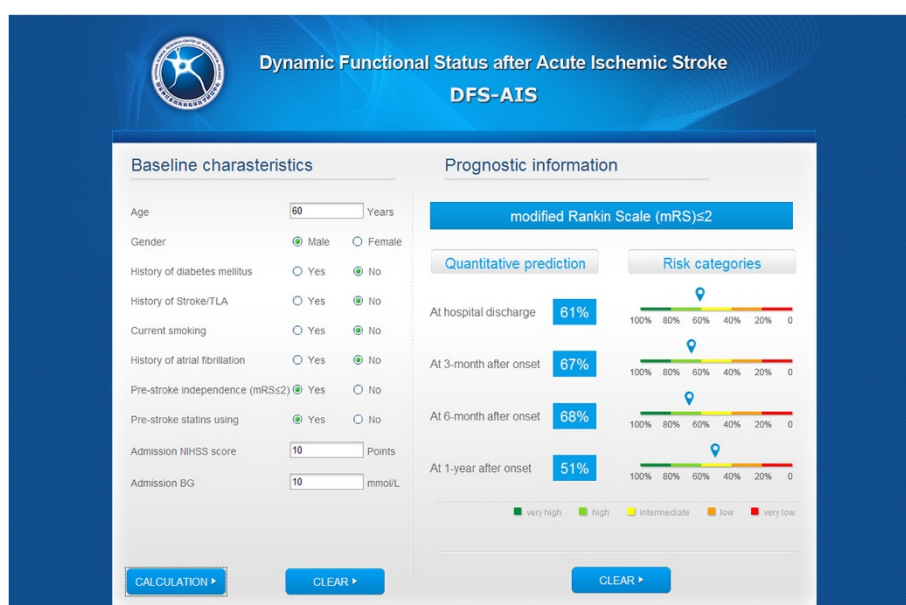 Dynamic Functional Status after Acute Ischemic Stroke
DFS-AIS
Baseline charasteristics
Age 60 Years
Gender Male Female
History of diabetes mellitus Yes No
History of Stroke/TLA Yes No
Current smoking Yes No
History of atrial fibrillation Yes No
Pre-stroke independence (mRS≤2) Yes No
Pre-stroke statins using Yes No
Admission NIHSS score 10 Points
Admission BG 10 mmol/L
CALCULATION
CLEAR
Prognostic information
modified Rankin Scale (mRS)≤2
Quantitative prediction Risk categories
At hospital discharge 61%
100% 80% 60% 40% 20% 0
At 3-month after onset 67%
100% 80% 60% 40% 20% 0
At 6-month after onset 68%
100% 80% 60% 40% 20% 0
At 1-year after onset 51%
100% 80% 60% 40% 20% 0
very high high intermediate low very low
CLEAR